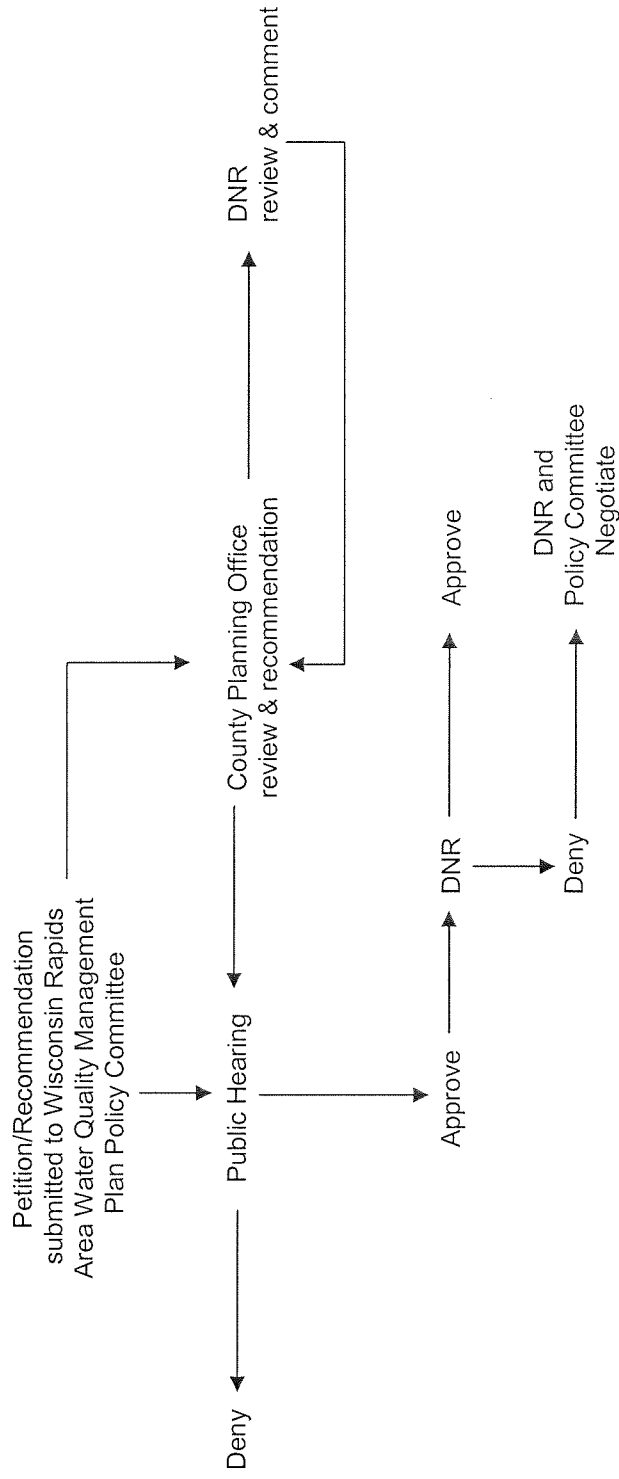 Petition/Recommendation
submitted to Wisconsin Rapids
Area Water Quality Management
Plan Policy Committee
Deny
Public Hearing
County Planning Office
review & recommendation
DNR
review & comment
Approve
DNR
Approve
Deny
DNR and
Policy Committee
Negotiate